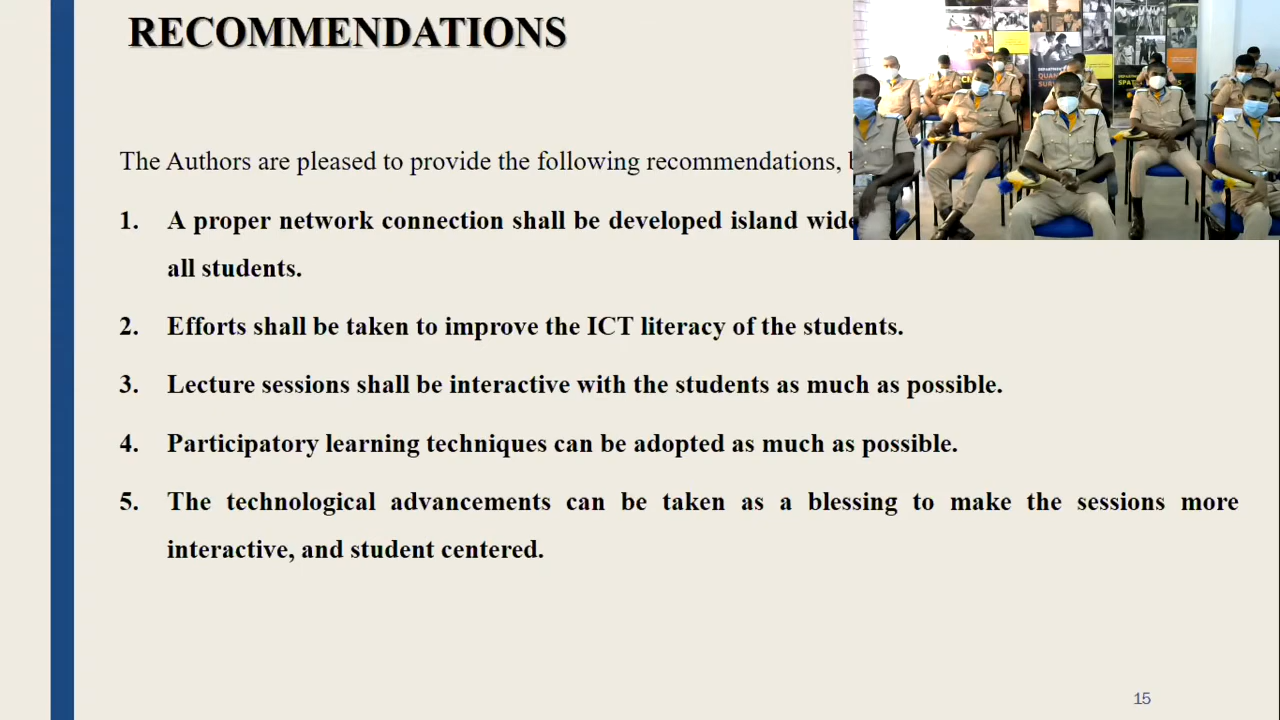 RECOMMENDATIONS
The Authors are pleased to provide the following recommendations,
1. A proper network connection shall be developed island wide
all students.
2. Efforts shall be taken to improve the ICT literacy of the students.
3. Lecture sessions shall be interactive with the students as much as possible.
4. Participatory learning techniques can be adopted as much as possible.
5. The technological advancements can be taken as a blessing to make the sessions more
interactive, and student centered.
15